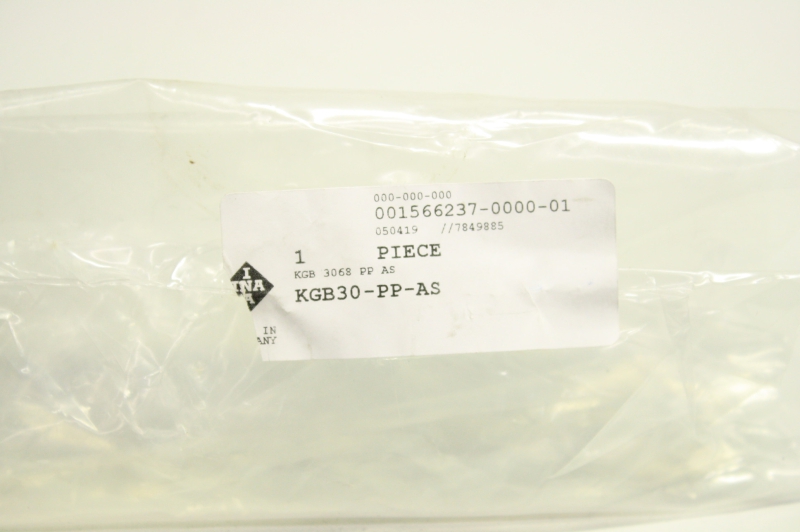 000-000-000
001566237-0000-01
050419 //7849885
1 PIECE
KGB 3068 PP AS
KGB30-PP-AS
I
INA
A
IN
ANY